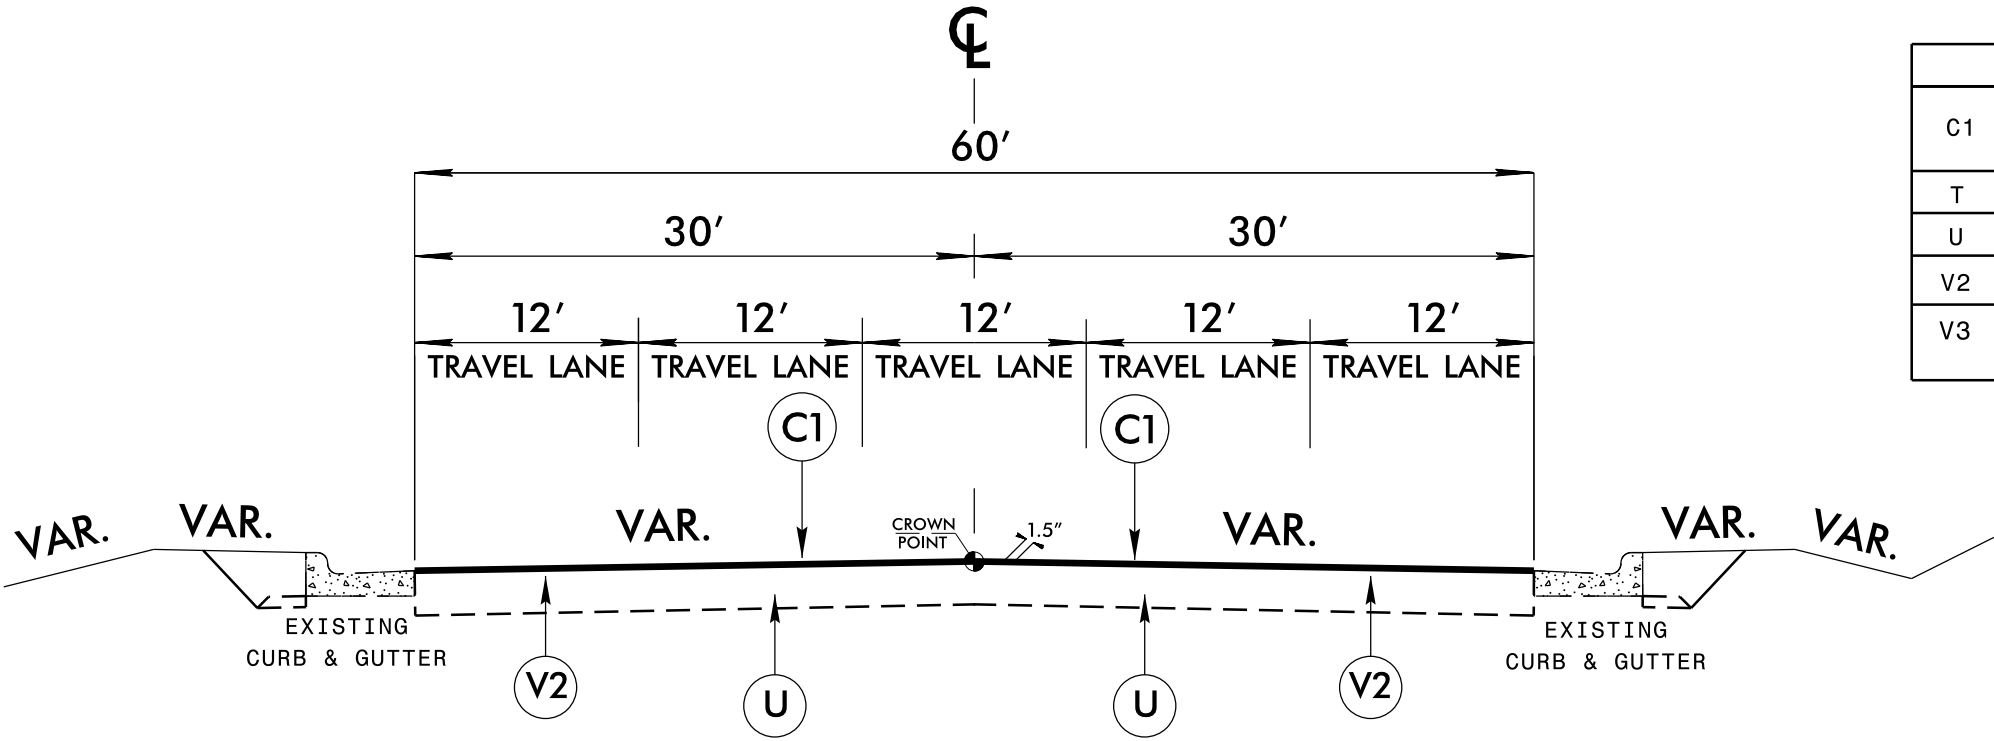 ℄
60′
30′ 30′
12′ 12′ 12′ 12′ 12′
TRAVEL LANE TRAVEL LANE TRAVEL LANE TRAVEL LANE TRAVEL LANE
C1 C1
VAR. VAR. VAR. VAR. VAR. VAR.
CROWN
POINT
1.5″
EXISTING
CURB & GUTTER
EXISTING
CURB & GUTTER
V2 U U V2
C1
T
U
V2
V3